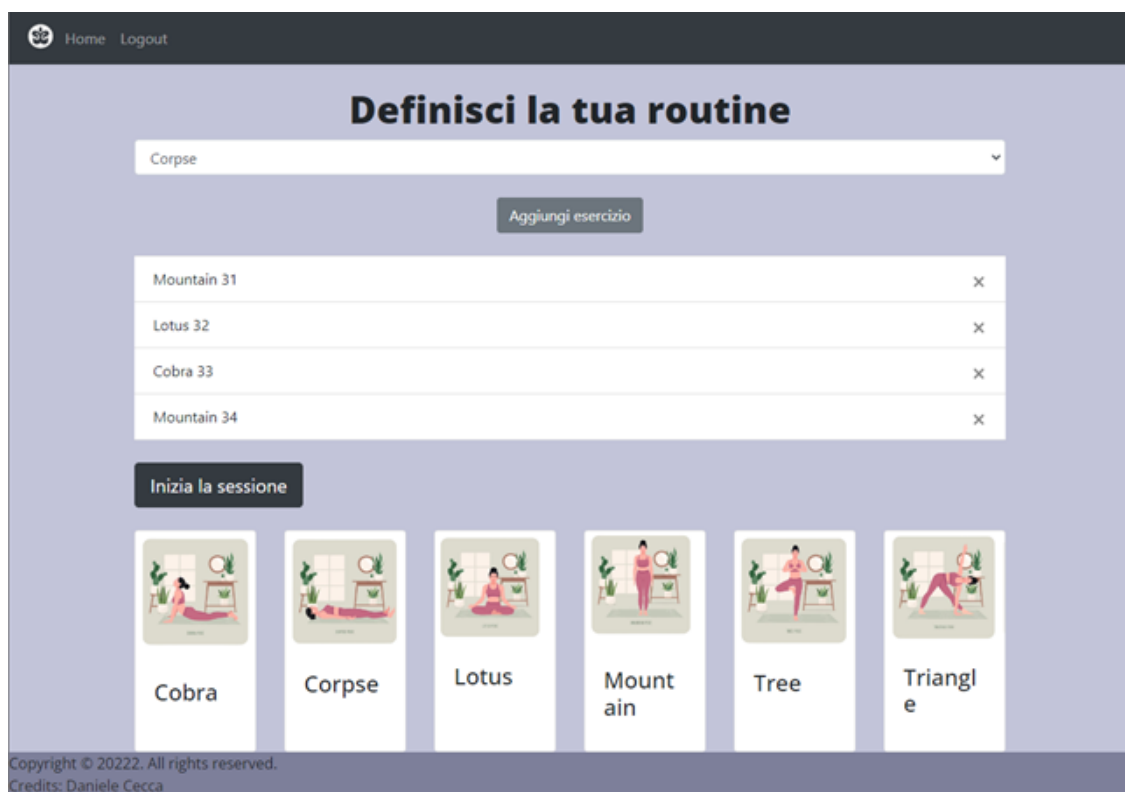 Home Logout
Definisci la tua routine
Corpse
Aggiungi esercizio
Mountain 31
Lotus 32
Cobra 33
Mountain 34
Inizia la sessione
Cobra
Corpse
Lotus
Mount
ain
Tree
Triangl
e
Copyright © 20222. All rights reserved.
Credits: Daniele Cecca